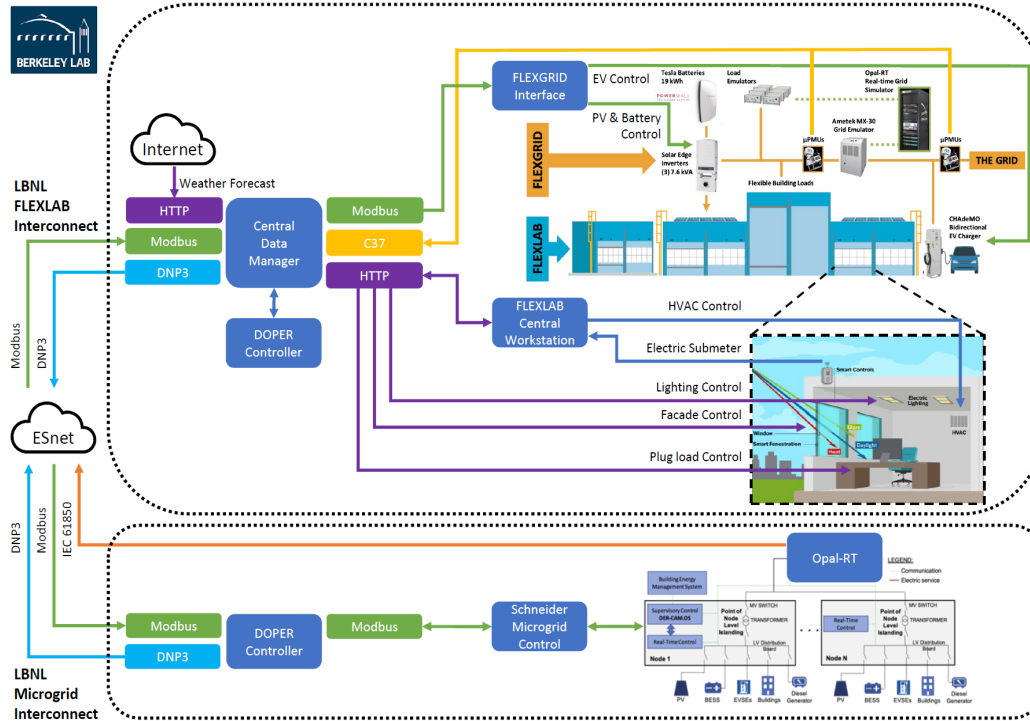 BERKELEY LAB
Internet
Weather Forecast
LBNL
FLEXLAB
Interconnect
HTTP
Modbus
DNP3
Central
Data
Manager
DOPER
Controller
Modbus
C37
HTTP
FLEXGRID
Interface
EV Control
PV & Battery
Control
Tesla Batteries
19 kWh
POWERWALL
Load
Emulators
Opal-RT
Real-time Grid
Simulator
Ametek MX-30
Grid Emulator
µPMUs
µPMUs
THE GRID
FLEXGRID
Solar Edge
Inverters
(3) 7.6 kVA
Flexible Building Loads
FLEXLAB
CHAdeMO
Bidirectional
EV Charger
FLEXLAB
Central
Workstation
HVAC Control
Electric Submeter
Lighting Control
Facade Control
Plug load Control
Smart Controls
Electric
Lighting
HVAC
Glare
Daylight
Heat
Window
Smart Fenestration
Modbus
DNP3
ESnet
DNP3
Modbus
IEC 61850
LBNL
Microgrid
Interconnect
Modbus
DNP3
DOPER
Controller
Modbus
Schneider
Microgrid
Control
Opal-RT
LEGEND:
Communication
Electric service
Building Energy
Management System
Supervisory Control
DER-CAM.OS
Real-Time Control
Node 1
Point of
Node
Level
Islanding
MV SWITCH
TRANSFORMER
LV Distribution
Board
PV
BESS
EVSEs
Buildings
Diesel
Generator
Real-Time
Control
Node N
Point of
Node Level
Islanding
MV SWITCH
TRANSFORMER
LV Distribution
Board
PV
BESS
EVSEs
Buildings
Diesel
Generator